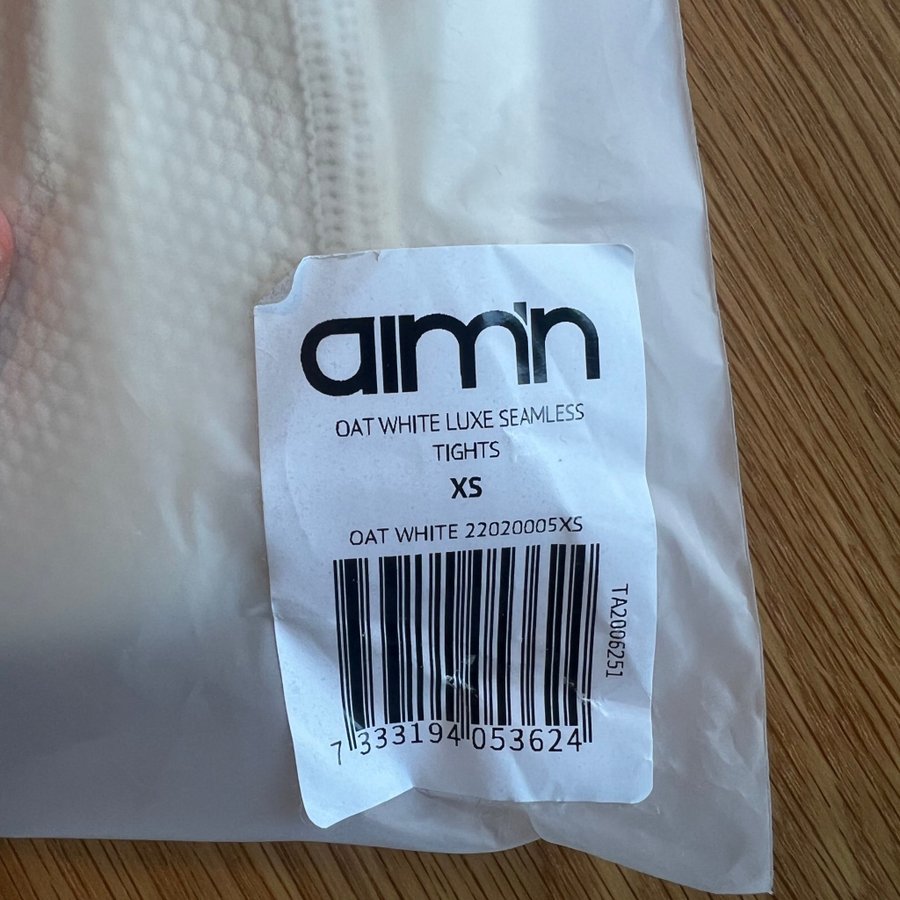 aim'n
OAT WHITE LUXE SEAMLESS
TIGHTS
XS
OAT WHITE 22020005XS
TA2006251
7 333194 053624